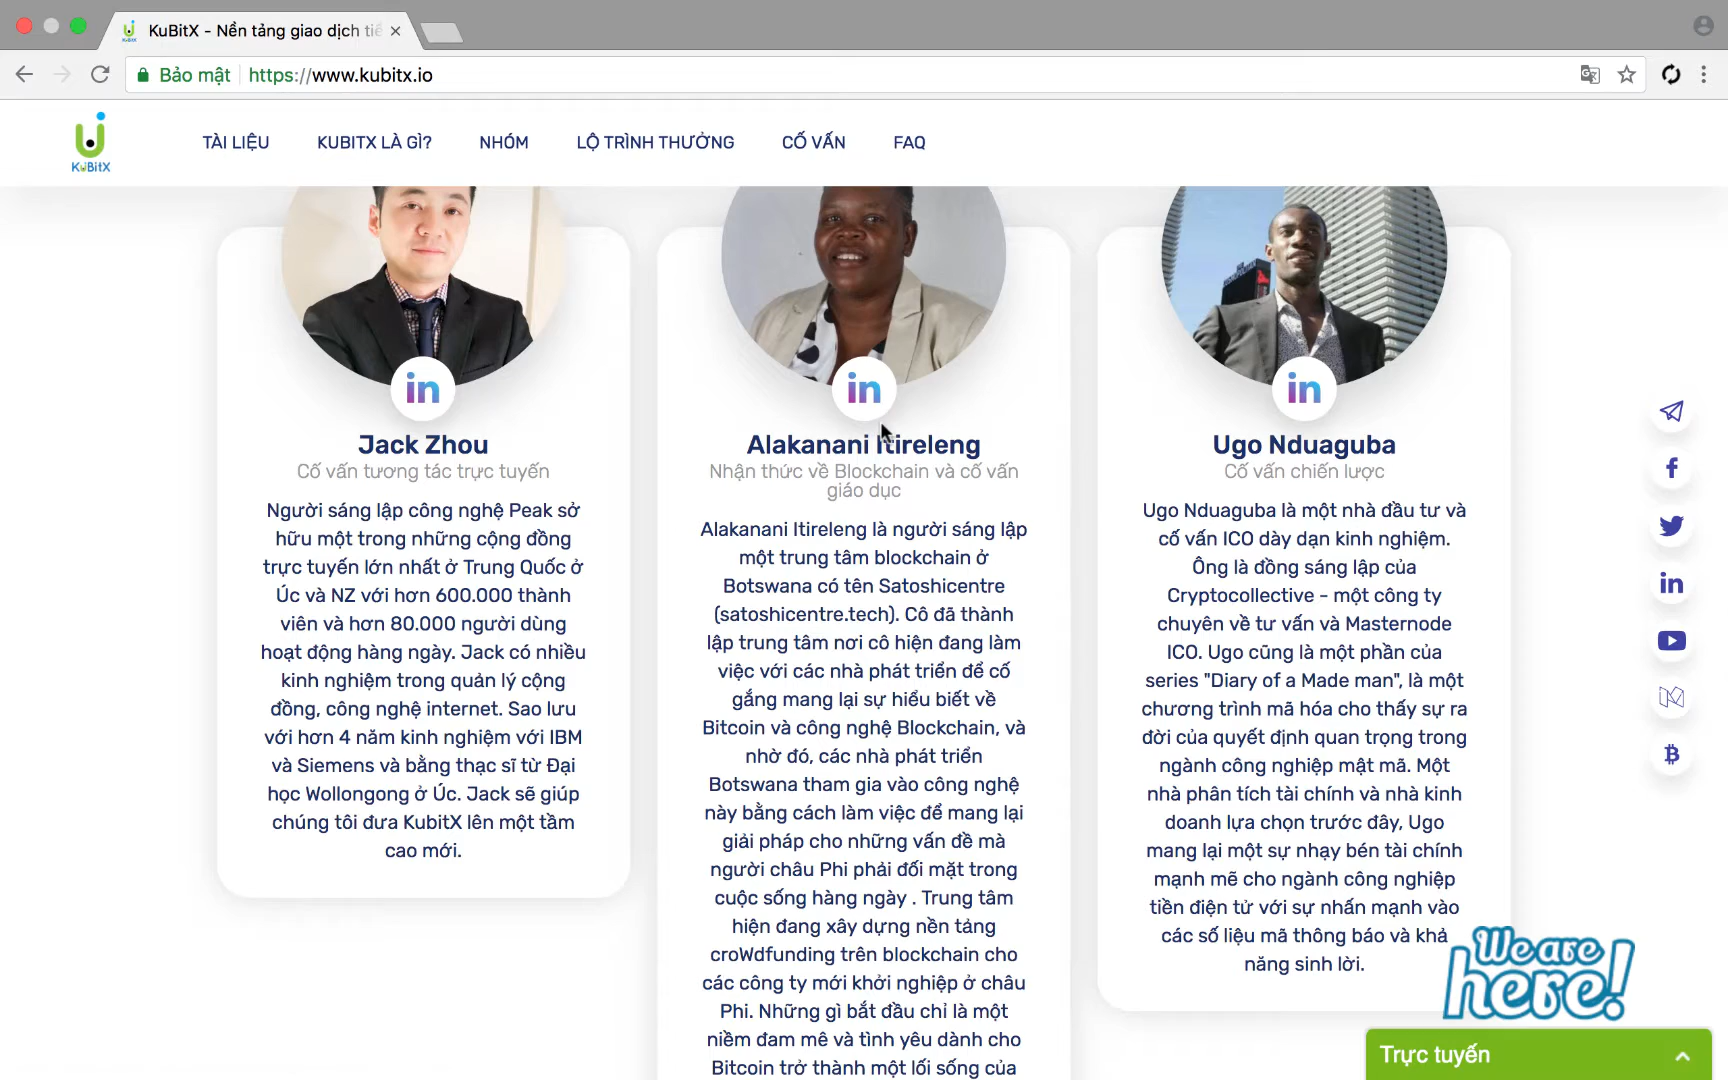 KuBitX - Nền tảng giao dịch tiề
Bảo mật
https://www.kubitx.io
KuBitX
TÀI LIỆU
KUBITX LÀ GÌ?
NHÓM
LỘ TRÌNH THƯỞNG
CỐ VẤN
FAQ
in
Jack Zhou
Cố vấn tương tác trực tuyến
Người sáng lập công nghệ Peak sở
hữu một trong những cộng đồng
trực tuyến lớn nhất ở Trung Quốc ở
Úc và NZ với hơn 600.000 thành
viên và hơn 80.000 người dùng
hoạt động hàng ngày. Jack có nhiều
kinh nghiệm trong quản lý cộng
đồng, công nghệ internet. Sao lưu
với hơn 4 năm kinh nghiệm với IBM
và Siemens và bằng thạc sĩ từ Đại
học Wollongong ở Úc. Jack sẽ giúp
chúng tôi đưa KubitX lên một tầm
cao mới.
in
Alakanani Itireleng
Nhận thức về Blockchain và cố vấn
giáo dục
Alakanani Itireleng là người sáng lập
một trung tâm blockchain ở
Botswana có tên Satoshicentre
(satoshicentre.tech). Cô đã thành
lập trung tâm nơi cô hiện đang làm
việc với các nhà phát triển để cố
gắng mang lại sự hiểu biết về
Bitcoin và công nghệ Blockchain, và
nhờ đó, các nhà phát triển
Botswana tham gia vào công nghệ
này bằng cách làm việc để mang lại
giải pháp cho những vấn đề mà
người châu Phi phải đối mặt trong
cuộc sống hàng ngày . Trung tâm
hiện đang xây dựng nền tảng
croWdfunding trên blockchain cho
các công ty mới khởi nghiệp ở châu
Phi. Những gì bắt đầu chỉ là một
niềm đam mê và tình yêu dành cho
Bitcoin trở thành một lối sống của
in
Ugo Nduaguba
Cố vấn chiến lược
Ugo Nduaguba là một nhà đầu tư và
cố vấn ICO dày dạn kinh nghiệm.
Ông là đồng sáng lập của
Cryptocollective - một công ty
chuyên về tư vấn và Masternode
ICO. Ugo cũng là một phần của
series "Diary of a Made man", là một
chương trình mã hóa cho thấy sự ra
đời của quyết định quan trọng trong
ngành công nghiệp mật mã. Một
nhà phân tích tài chính và nhà kinh
doanh lựa chọn trước đây, Ugo
mang lại một sự nhạy bén tài chính
mạnh mẽ cho ngành công nghiệp
tiền điện tử với sự nhấn mạnh vào
các số liệu mã thông báo và khả
năng sinh lời.
in
We are
here!
Trực tuyến